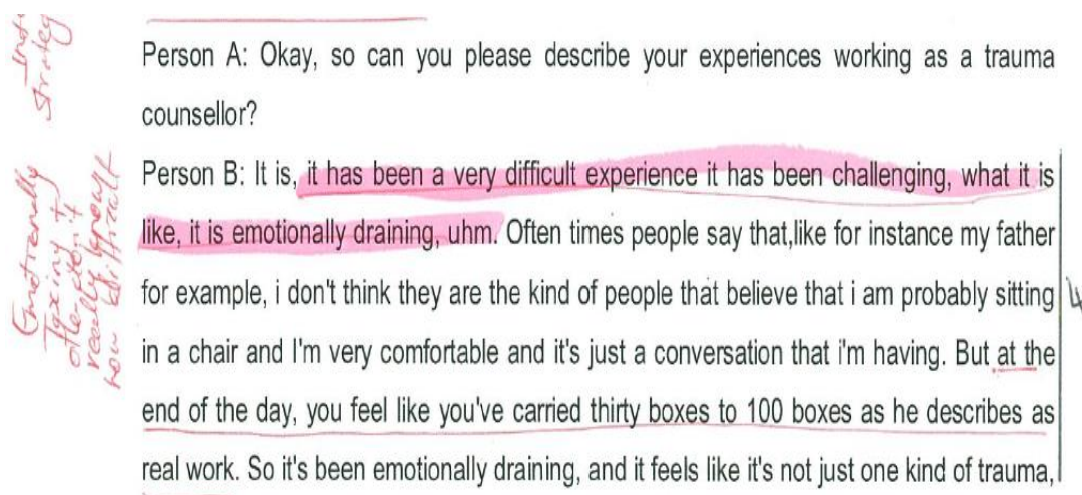 strateg
Person A: Okay, so can you please describe your experiences working as a trauma
counsellor?
Emotionally
Taxing +
really know
how difficult
Person B: It is, it has been a very difficult experience it has been challenging, what it is
like, it is emotionally draining, uhm. Often times people say that,like for instance my father
for example, i don't think they are the kind of people that believe that i am probably sitting
in a chair and I'm very comfortable and it's just a conversation that i'm having. But at the
end of the day, you feel like you've carried thirty boxes to 100 boxes as he describes as
real work. So it's been emotionally draining, and it feels like it's not just one kind of trauma,